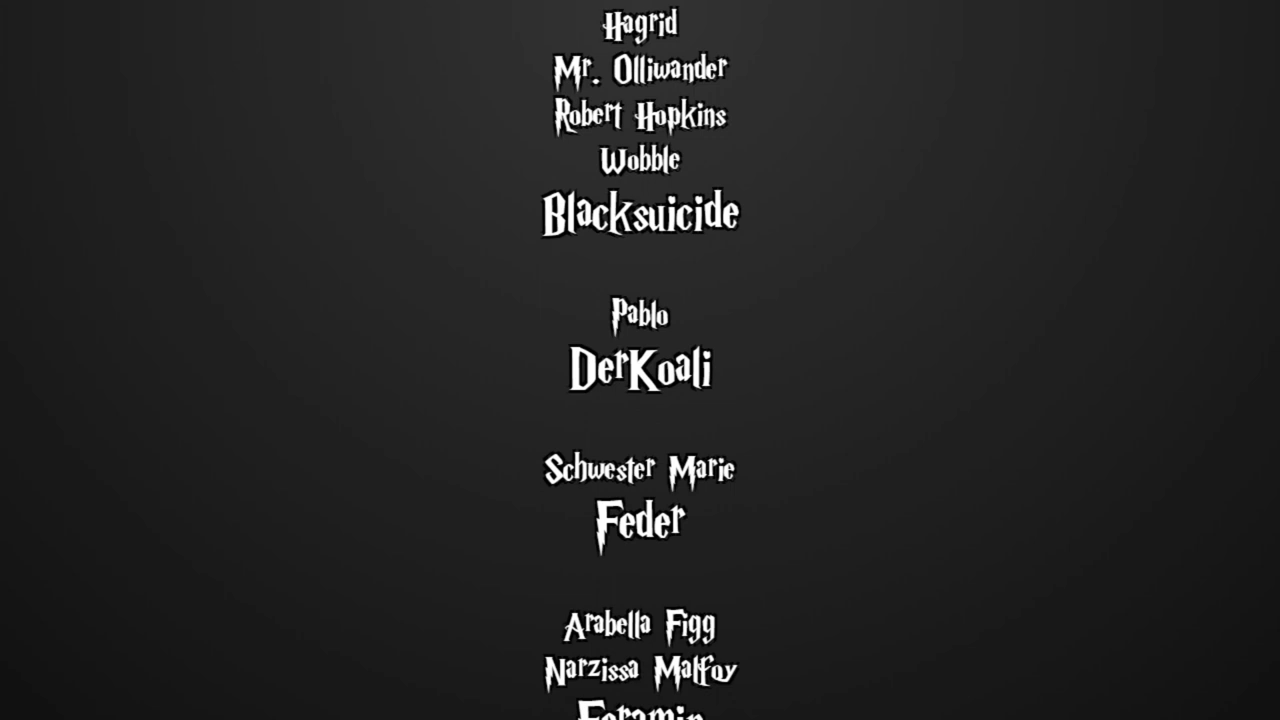 Hagrid
Mr. Olliwander
Robert Hopkins
Wobble
Blacksuicide
Pablo
DerKoali
Schwester Marie
Feder
Arabella Figg
Narzissa Malfoy